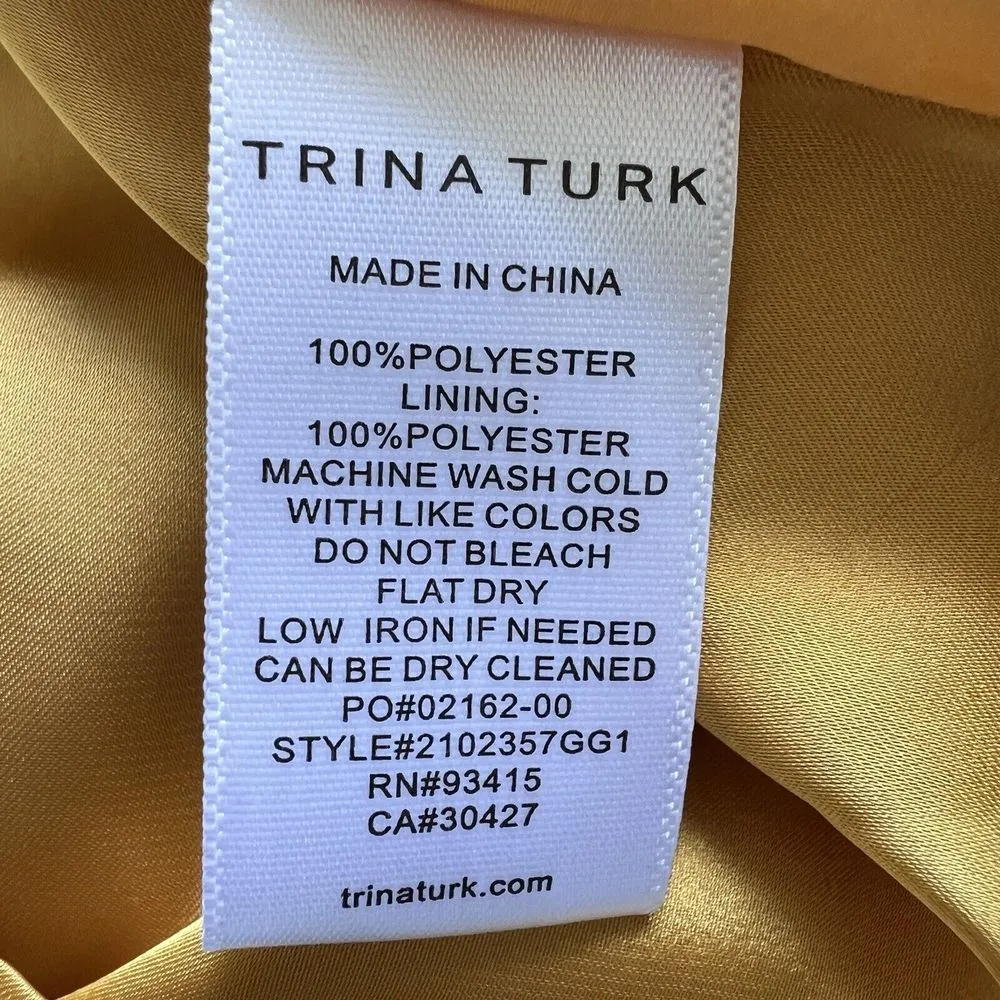 TRINA TURK
MADE IN CHINA
100%POLYESTER
LINING:
100%POLYESTER
MACHINE WASH COLD
WITH LIKE COLORS
DO NOT BLEACH
FLAT DRY
LOW IRON IF NEEDED
CAN BE DRY CLEANED
PO#02162-00
STYLE#2102357GG1
RN#93415
CA#30427
trinaturk.com